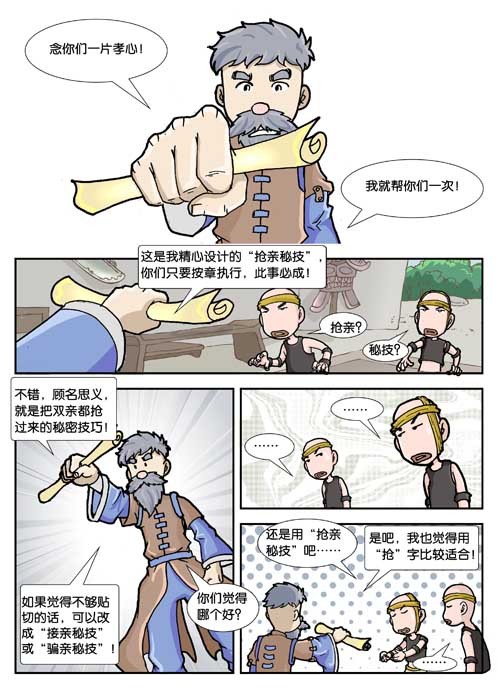 念你们一片孝心！
我就帮你们一次！
这是我精心设计的“抢亲秘技”，
你们只要按章执行，此事必成！
抢亲？
秘技？
不错，顾名思义，
就是把双亲都抢
过来的秘密技巧！
如果觉得不够贴
切的话，可以改
成“接亲秘技”
或“骗亲秘技”！
你们觉得
哪个好？
……
……
还是用“抢亲
秘技”吧……
是吧，我也觉得用
“抢”字比较适合！